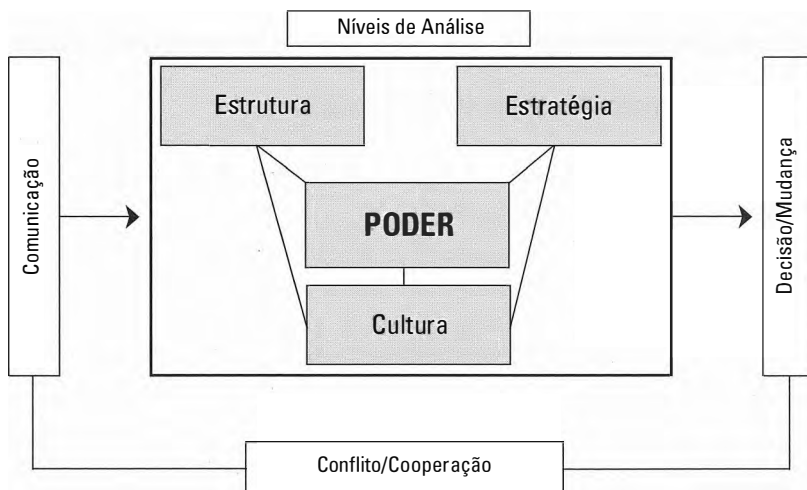 Níveis de Análise
Comunicação
Estrutura
Estratégia
PODER
Cultura
Decisão/Mudança
Conflito/Cooperação